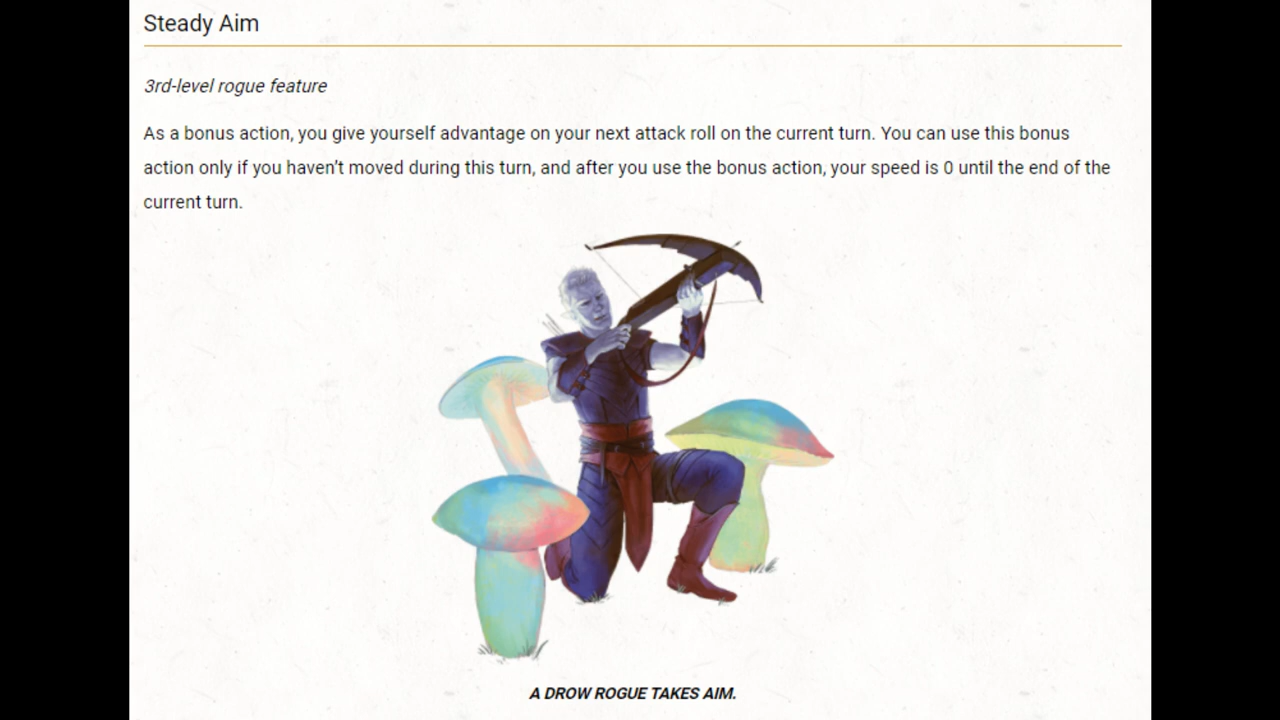 Steady Aim
3rd-level rogue feature
As a bonus action, you give yourself advantage on your next attack roll on the current turn. You can use this bonus
action only if you haven't moved during this turn, and after you use the bonus action, your speed is 0 until the end of the
current turn.
A DROW ROGUE TAKES AIM.